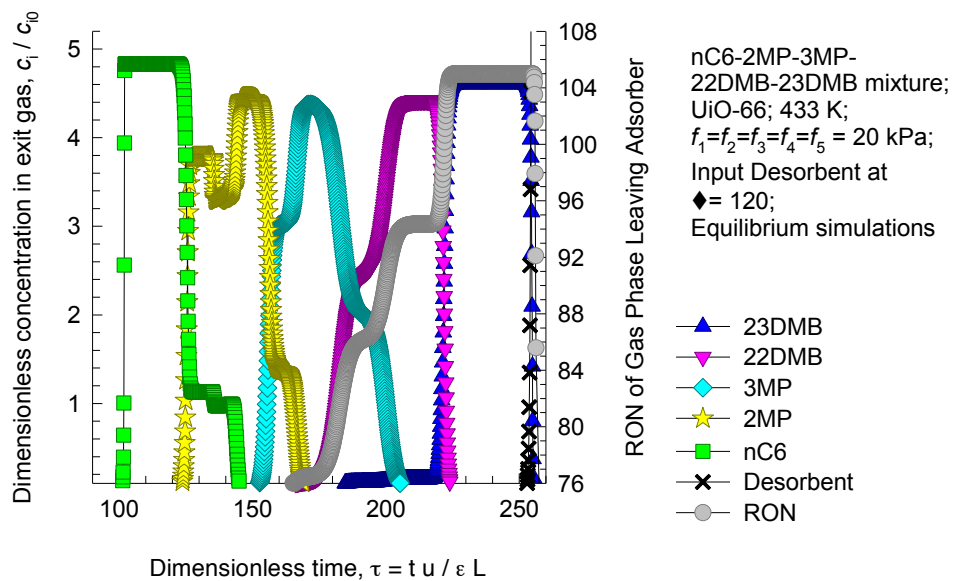 Dimensionless concentration in exit gas, ci / ci0
5
4
3
2
1
100
150
200
250
Dimensionless time, τ = t u / ε L
108
104
100
96
92
88
84
80
76
RON of Gas Phase Leaving Adsorber
nC6-2MP-3MP-
22DMB-23DMB mixture;
UiO-66; 433 K;
f1=f2=f3=f4=f5 = 20 kPa;
Input Desorbent at
♦= 120;
Equilibrium simulations
23DMB
22DMB
3MP
2MP
nC6
Desorbent
RON